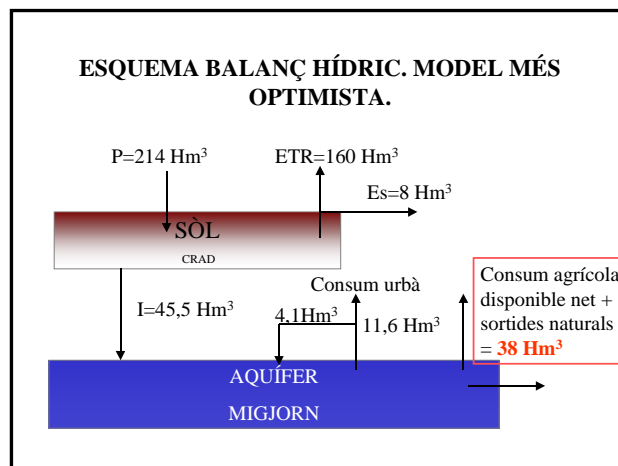 ESQUEMA BALANÇ HÍDRIC. MODEL MÉS
OPTIMISTA.
P=214 Hm³
ETR=160 Hm³
Es=8 Hm³
SÒL
CRAD
I=45,5 Hm³
Consum urbà
4,1Hm³
11,6 Hm³
Consum agrícola
disponible net +
sortides naturals
= 38 Hm³
AQUÍFER
MIGJORN